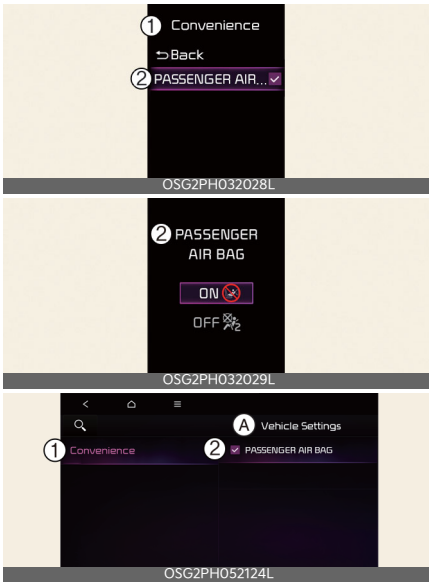 1 Convenience
Back
2 PASSENGER AIR...
OSG2PH032028L
2 PASSENGER
AIR BAG
ON
OFF 2
OSG2PH032029L
A Vehicle Settings
1 Convenience
2 PASSENGER AIR BAG
OSG2PH052124L